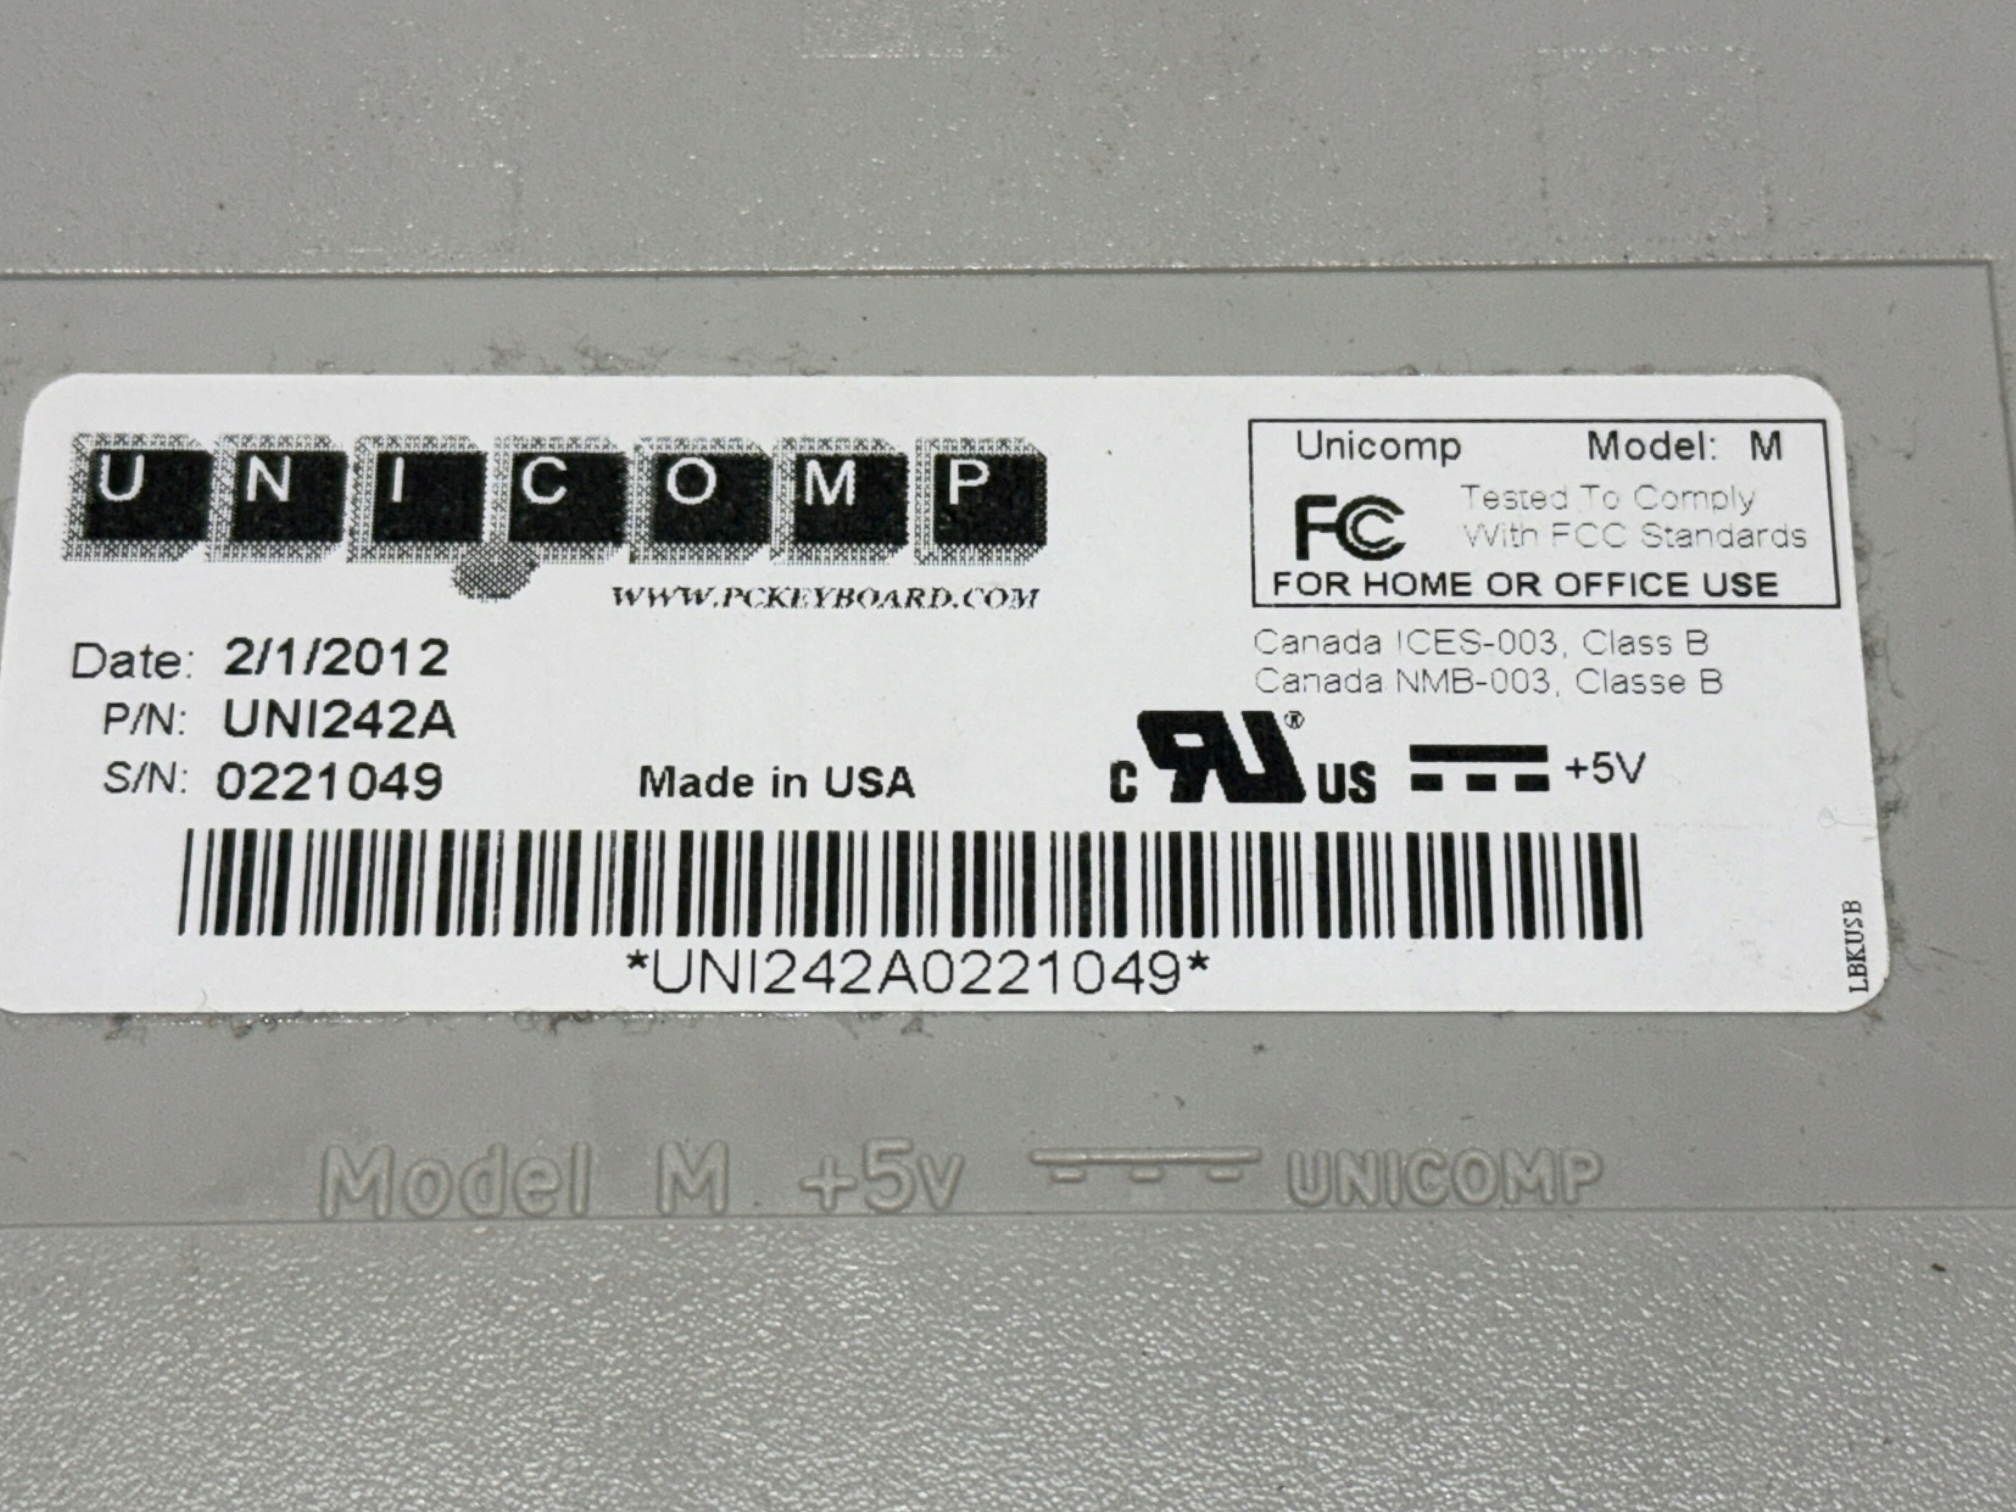 UNICOMP
WWW.PCKEYBOARD.COM
Unicomp Model: M
FC Tested To Comply
With FCC Standards
FOR HOME OR OFFICE USE
Canada ICES-003, Class B
Canada NMB-003, Classe B
Date: 2/1/2012
P/N: UNI242A
S/N: 0221049
Made in USA
C RU ® US +5V
*UNI242A0221049*
LBKUSB
Model M +5v UNICOMP